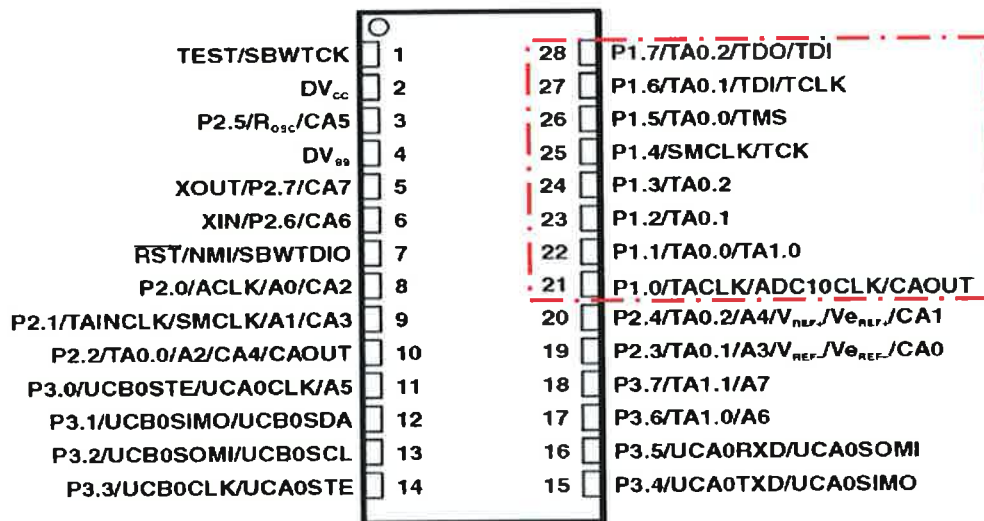 TEST/SBWTCK 1 28 P1.7/TA0.2/TDO/TDI
DVcc 2 27 P1.6/TA0.1/TDI/TCLK
P2.5/Rosc/CA5 3 26 P1.5/TA0.0/TMS
DVss 4 25 P1.4/SMCLK/TCK
XOUT/P2.7/CA7 5 24 P1.3/TA0.2
XIN/P2.6/CA6 6 23 P1.2/TA0.1
RST/NMI/SBWTDIO 7 22 P1.1/TA0.0/TA1.0
P2.0/ACLK/A0/CA2 8 21 P1.0/TACLK/ADC10CLK/CAOUT
P2.1/TAINCLK/SMCLK/A1/CA3 9 20 P2.4/TA0.2/A4/VREF+/VeREF+/CA1
P2.2/TA0.0/A2/CA4/CAOUT 10 19 P2.3/TA0.1/A3/VREF-/VeREF-/CA0
P3.0/UCB0STE/UCA0CLK/A5 11 18 P3.7/TA1.1/A7
P3.1/UCB0SIMO/UCB0SDA 12 17 P3.6/TA1.0/A6
P3.2/UCB0SOMI/UCB0SCL 13 16 P3.5/UCA0RXD/UCA0SOMI
P3.3/UCB0CLK/UCA0STE 14 15 P3.4/UCA0TXD/UCA0SIMO